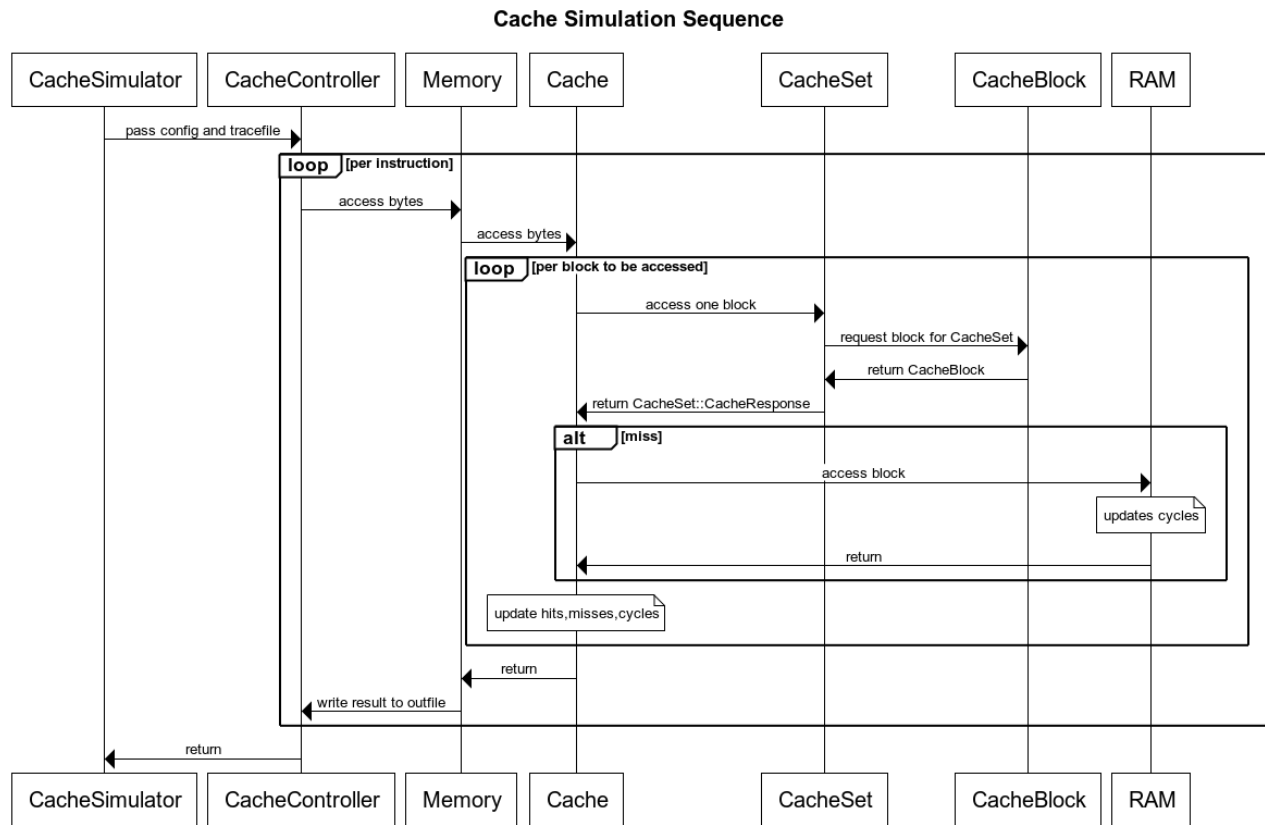 Cache Simulation Sequence
CacheSimulator
CacheController
Memory
Cache
CacheSet
CacheBlock
RAM
pass config and tracefile
loop
[per instruction]
access bytes
access bytes
loop
[per block to be accessed]
access one block
request block for CacheSet
return CacheBlock
return CacheSet::CacheResponse
alt
[miss]
access block
updates cycles
return
update hits,misses,cycles
return
write result to outfile
return
CacheSimulator
CacheController
Memory
Cache
CacheSet
CacheBlock
RAM